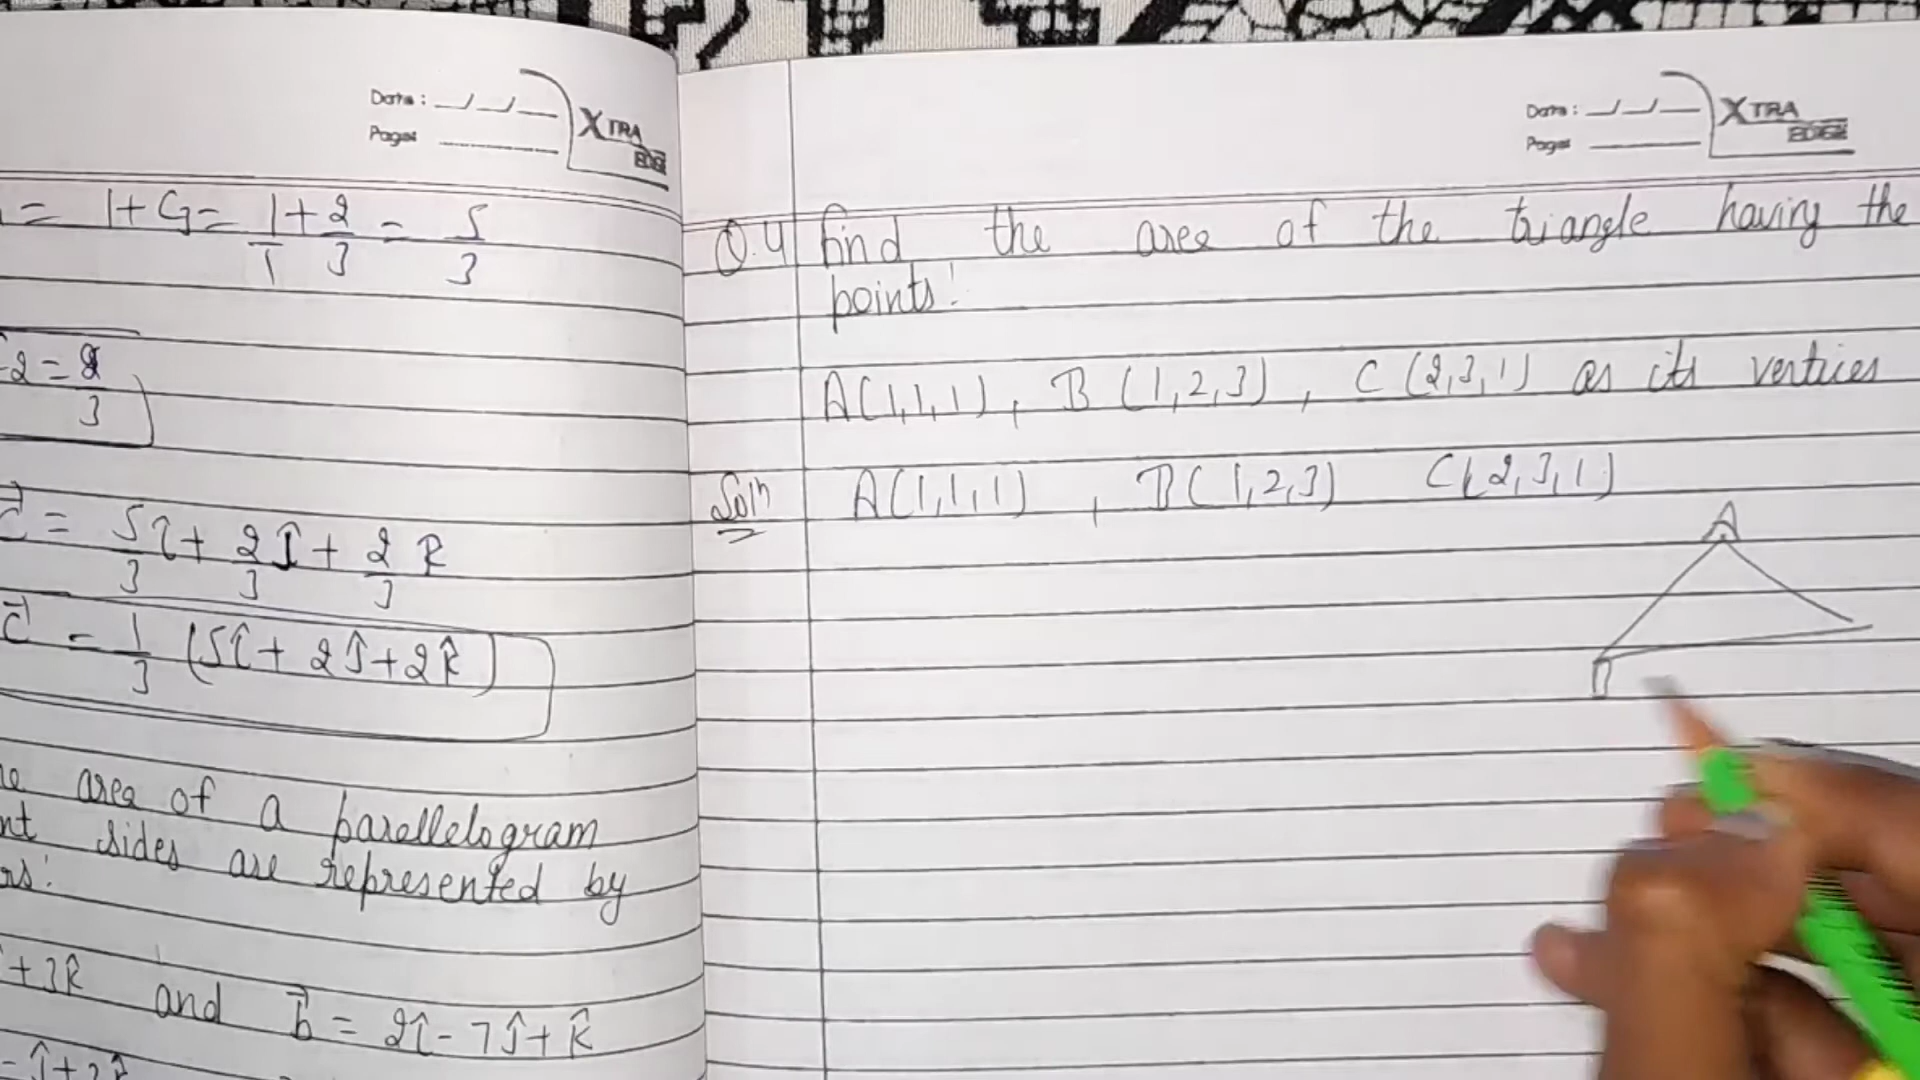 Date: _/_/_
Page:
XTRA
EDGE
= 1+G = 1/1 + 2/3 = 5/3
-2 = 2/3
c⃗ = 5/3 î + 2/3 ĵ + 2/3 k̂
c⃗ = 1/3 (5î + 2ĵ + 2k̂)
area of a parellelogram
sides are represented by
+3k̂ and b⃗ = 2î - 7ĵ + k̂
Date: _/_/_
Page
XTRA
EDGE
Q.4 find the area of the triangle having the
points:
A(1,1,1), B(1,2,3), C(2,3,1) as its vertices
Soln A(1,1,1), B(1,2,3) C(2,3,1)
A